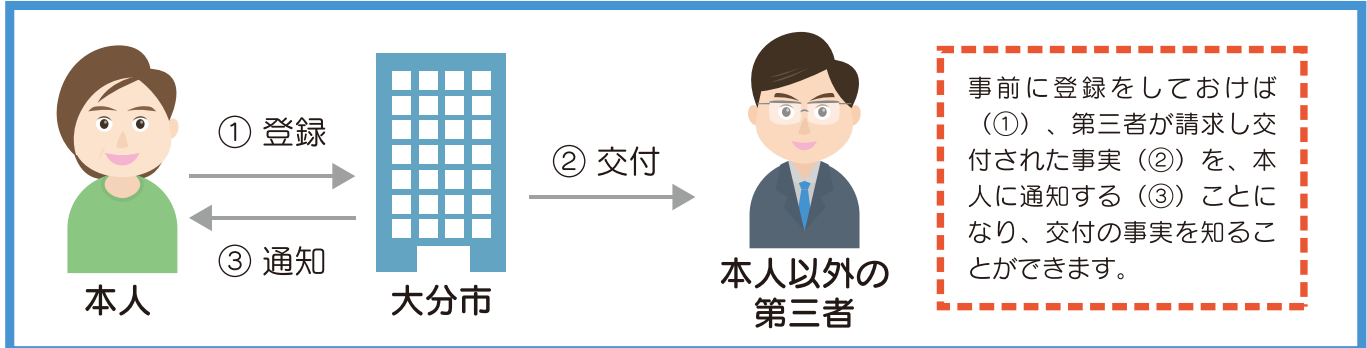 ① 登録
③ 通知
本人
大分市
② 交付
本人以外の
第三者
事前に登録をしておけば
（①）、第三者が請求し交
付された事実（②）を、本
人に通知する（③）ことに
なり、交付の事実を知るこ
とができます。